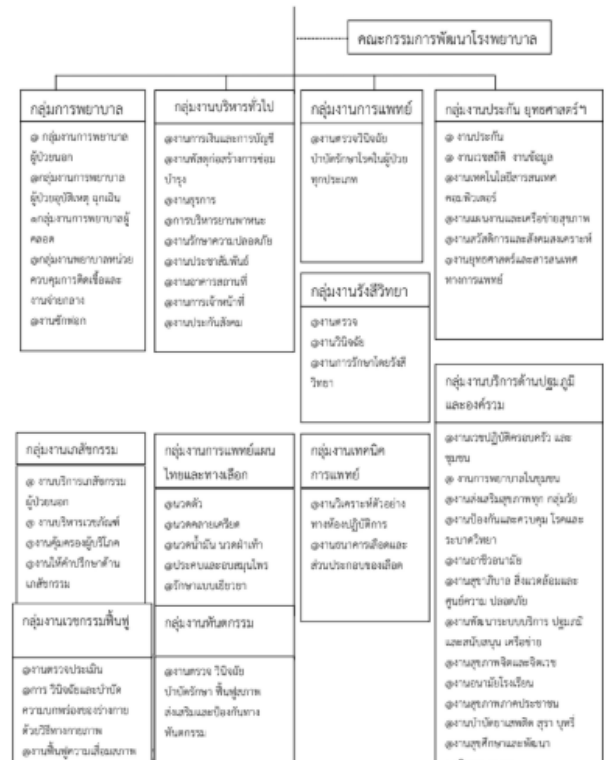 คณะกรรมการพัฒนาโรงพยาบาล
กลุ่มการพยาบาล
@ กลุ่มงานการพยาบาล
ผู้ป่วยนอก
@กลุ่มงานการพยาบาล
ผู้ป่วยอุบัติเหตุ ฉุกเฉิน
@กลุ่มงานการพยาบาลผู้
คลอด
@กลุ่มงานพยาบาลหน่วย
ควบคุมการติดเชื้อและ
งานจ่ายกลาง
@งานซักฟอก
กลุ่มงานบริหารทั่วไป
@งานการเงินและการบัญชี
@งานพัสดุก่อสร้างการซ่อม
บำรุง
@งานธุรการ
@การบริหารยานพาหนะ
@งานรักษาความปลอดภัย
@งานประชาสัมพันธ์
@งานอาคารสถานที่
@งานการเจ้าหน้าที่
@งานประกันสังคม
กลุ่มงานการแพทย์
@งานตรวจวินิจฉัย
บำบัดรักษาโรคในผู้ป่วย
ทุกประเภท
กลุ่มงานประกัน ยุทธศาสตร์ฯ
@ งานประกัน
@ งานเวชสถิติ งานข้อมูล
@งานเทคโนโลยีสารสนเทศ
คอมพิวเตอร์
@งานแผนงานและเครือข่ายสุขภาพ
@งานสวัสดิการและสังคมสงเคราะห์
@งานยุทธศาสตร์และสารสนเทศ
ทางการแพทย์
กลุ่มงานรังสีวิทยา
@งานตรวจ
@งานวินิจฉัย
@งานการรักษาโดยรังสี
วิทยา
กลุ่มงานบริการด้านปฐมภูมิ
และองค์รวม
@งานเวชปฏิบัติครอบครัว และ
ชุมชน
@ งานการพยาบาลในชุมชน
@งานส่งเสริมสุขภาพทุก กลุ่มวัย
@งานป้องกันและควบคุม โรคและ
ระบาดวิทยา
@งานอาชีวอนามัย
@งานสุขาภิบาล สิ่งแวดล้อมและ
ศูนย์ความ ปลอดภัย
@งานพัฒนาระบบบริการ ปฐมภูมิ
และสนับสนุน เครือข่าย
@งานสุขภาพจิตและจิตเวช
@งานอนามัยโรงเรียน
@งานสุขภาพภาคประชาชน
@งานบำบัดยาเสพติด สุรา บุหรี่
@งานสุขศึกษาและพัฒนา
กลุ่มงานเภสัชกรรม
@ งานบริการเภสัชกรรม
ผู้ป่วยนอก
@ งานบริหารเวชภัณฑ์
@งานคุ้มครองผู้บริโภค
@งานให้คำปรึกษาด้าน
เภสัชกรรม
กลุ่มงานการแพทย์แผน
ไทยและทางเลือก
@นวดตัว
@นวดคลายเครียด
@นวดน้ำมัน นวดฝ่าเท้า
@ประคบและอบสมุนไพร
@รักษาแบบเยียวยา
กลุ่มงานเทคนิค
การแพทย์
@งานวิเคราะห์ตัวอย่าง
ทางห้องปฏิบัติการ
@งานธนาคารเลือดและ
ส่วนประกอบของเลือด
กลุ่มงานเวชกรรมฟื้นฟู
@งานตรวจประเมิน
@การ วินิจฉัยและบำบัด
ความบกพร่องของร่างกาย
ด้วยวิธีทางกายภาพ
@งานฟื้นฟูความเสื่อมสภาพ
กลุ่มงานทันตกรรม
@งานตรวจ วินิจฉัย
บำบัดรักษา ฟื้นฟูสภาพ
ส่งเสริมและป้องกันทาง
ทันตกรรม